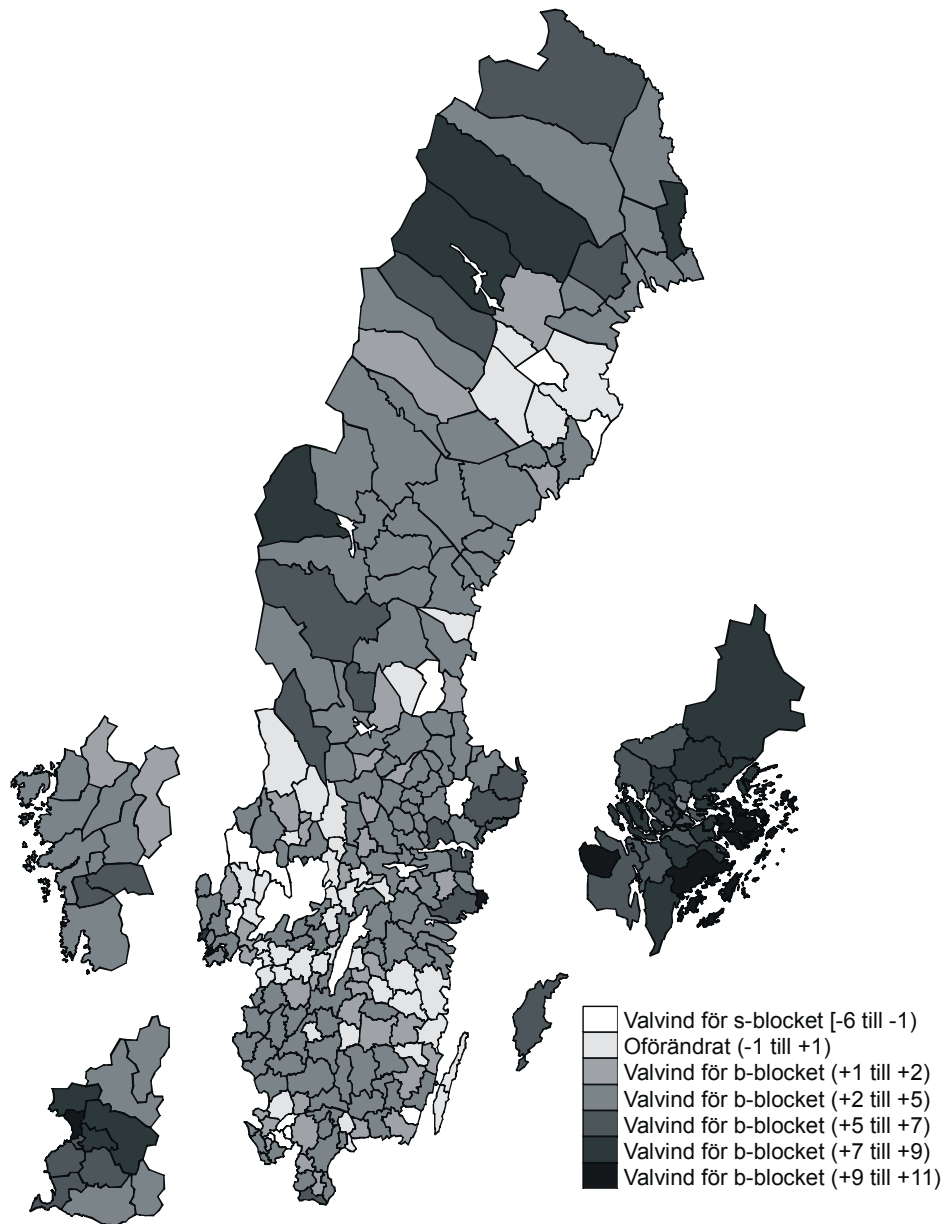 Valvind för s-blocket [-6 till -1)
Oförändrat (-1 till +1)
Valvind för b-blocket (+1 till +2)
Valvind för b-blocket (+2 till +5)
Valvind för b-blocket (+5 till +7)
Valvind för b-blocket (+7 till +9)
Valvind för b-blocket (+9 till +11)